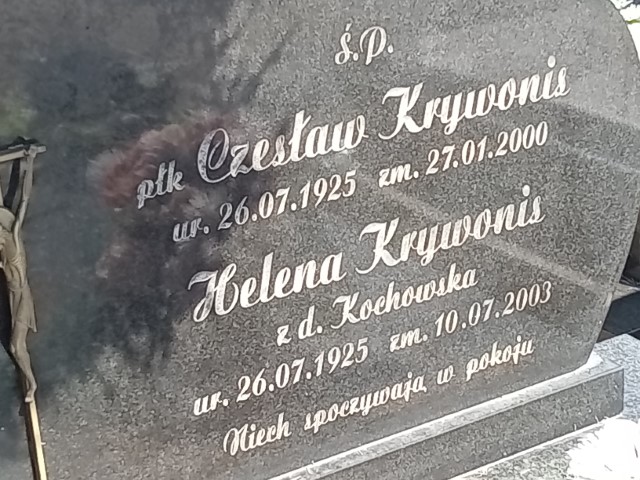 ś.p.
płk Czesław Krywonis
ur. 26.07.1925 zm. 27.01.2000
Helena Krywonis
z d. Kochowska
ur. 26.07.1925 zm. 10.07.2003
Niech spoczywają w pokoju